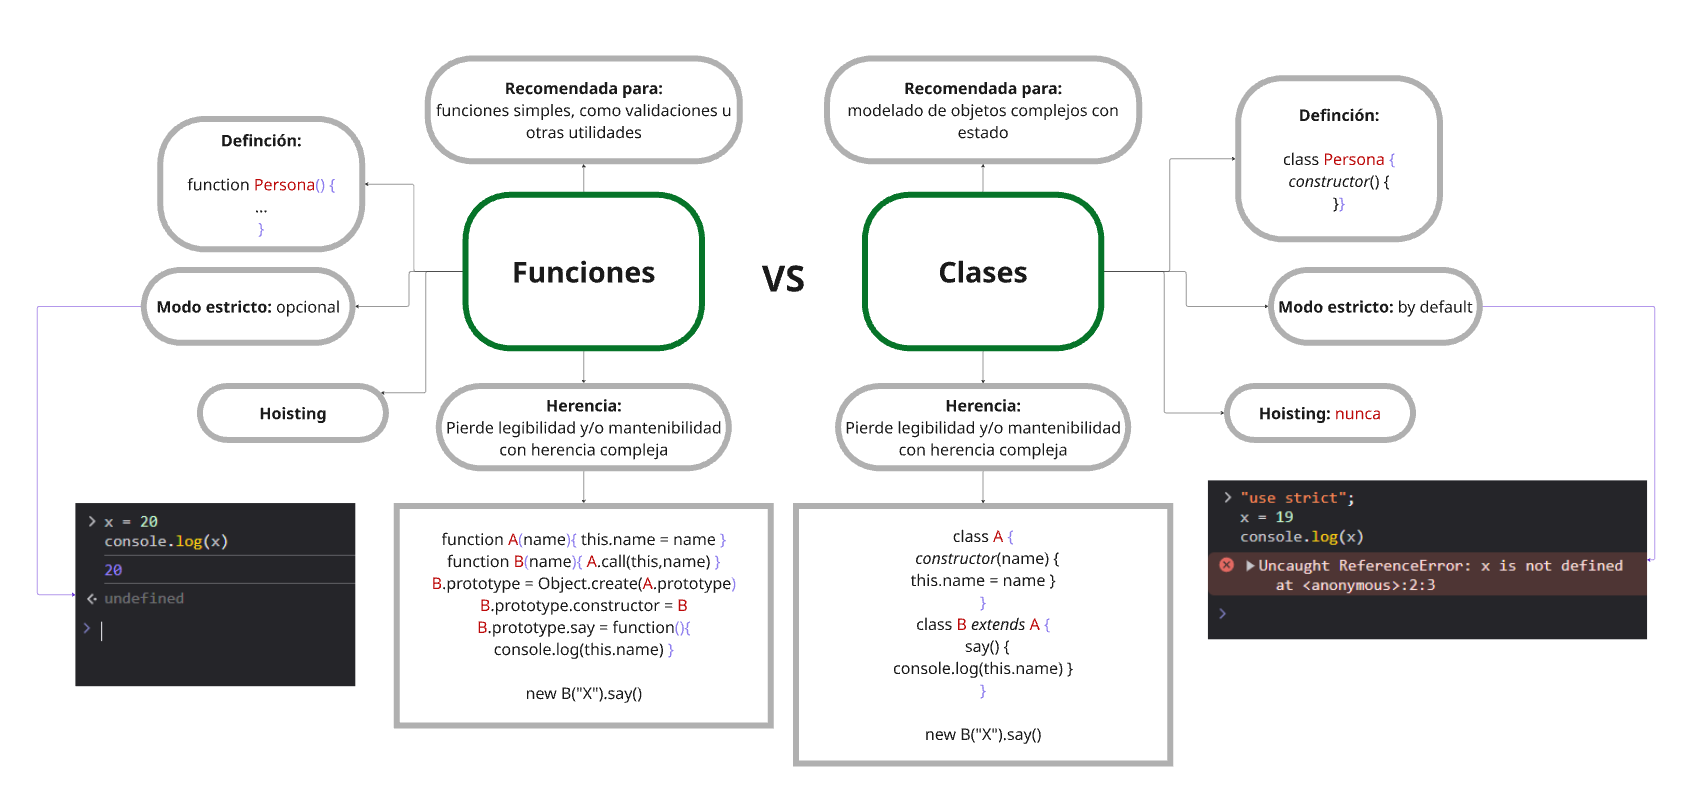 Recomendada para:
funciones simples, como validaciones u
otras utilidades
Definción:
function Persona() {
...
}
Funciones
Modo estricto: opcional
Hoisting
Herencia:
Pierde legibilidad y/o mantenibilidad
con herencia compleja
x = 20
console.log(x)
20
undefined
function A(name){ this.name = name }
function B(name){ A.call(this,name) }
B.prototype = Object.create(A.prototype)
B.prototype.constructor = B
B.prototype.say = function(){
console.log(this.name) }
new B("X").say()
VS
Recomendada para:
modelado de objetos complejos con
estado
Definción:
class Persona {
constructor() {
}}
Clases
Modo estricto: by default
Hoisting: nunca
Herencia:
Pierde legibilidad y/o mantenibilidad
con herencia compleja
class A {
constructor(name) {
this.name = name }
}
class B extends A {
say() {
console.log(this.name) }
}
new B("X").say()
"use strict";
x = 19
console.log(x)
Uncaught ReferenceError: x is not defined
at <anonymous>:2:3